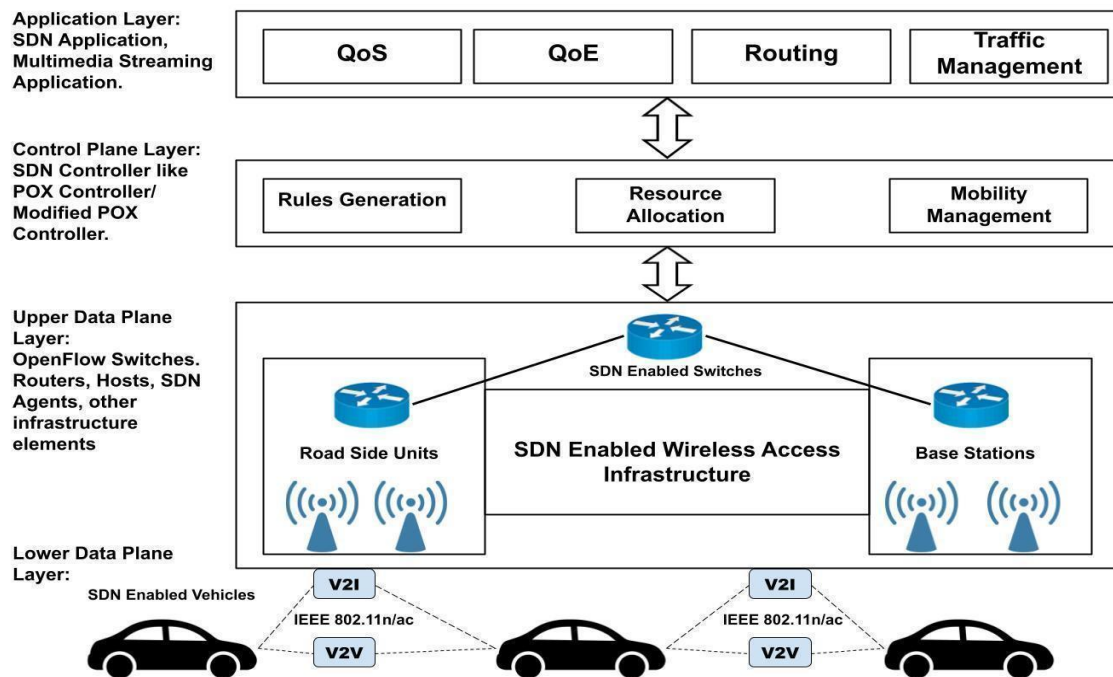 Application Layer:
SDN Application,
Multimedia Streaming
Application.
QoS
QoE
Routing
Traffic
Management
Control Plane Layer:
SDN Controller like
POX Controller/
Modified POX
Controller.
Rules Generation
Resource
Allocation
Mobility
Management
Upper Data Plane
Layer:
OpenFlow Switches.
Routers, Hosts, SDN
Agents, other
infrastructure
elements
SDN Enabled Switches
Road Side Units
SDN Enabled Wireless Access
Infrastructure
Base Stations
Lower Data Plane
Layer:
SDN Enabled Vehicles
V2I
IEEE 802.11n/ac
V2V
V2I
IEEE 802.11n/ac
V2V